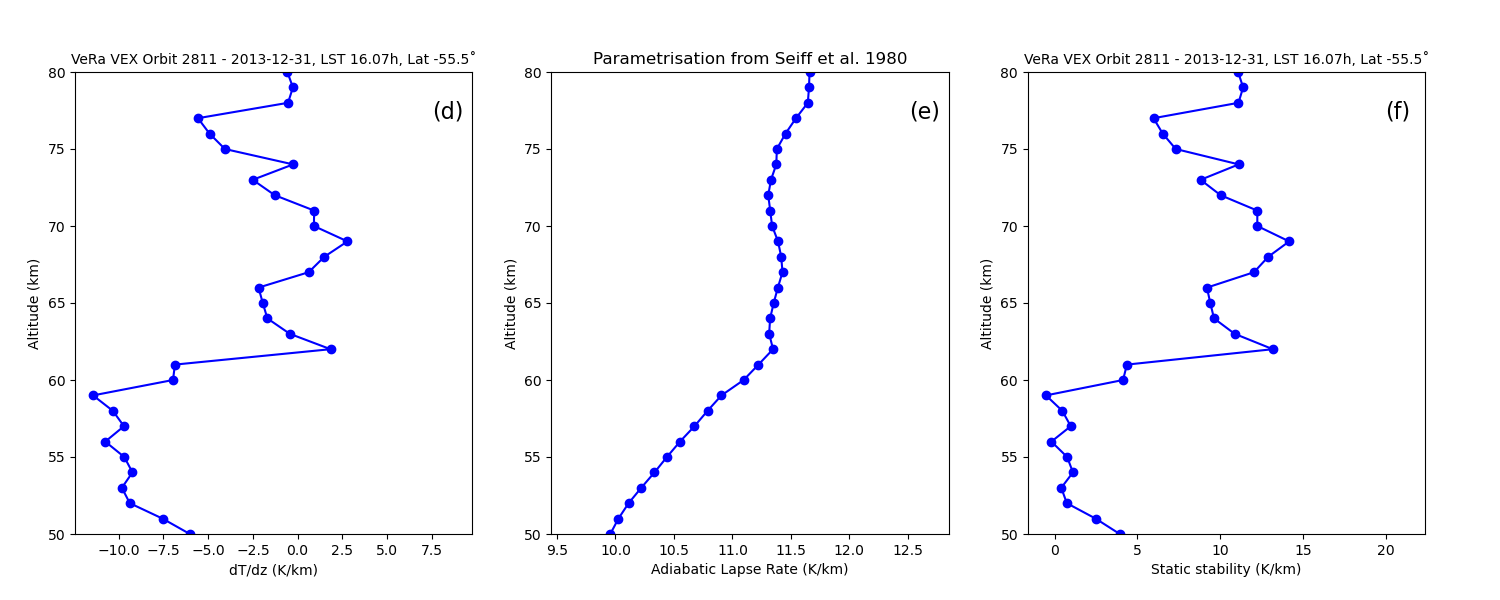 VeRa VEX Orbit 2811 - 2013-12-31, LST 16.07h, Lat -55.5˚
(d)
80
75
70
65
60
55
50
Altitude (km)
−10.0 −7.5 −5.0 −2.5 0.0 2.5 5.0 7.5
dT/dz (K/km)
Parametrisation from Seiff et al. 1980
(e)
80
75
70
65
60
55
50
Altitude (km)
9.5 10.0 10.5 11.0 11.5 12.0 12.5
Adiabatic Lapse Rate (K/km)
VeRa VEX Orbit 2811 - 2013-12-31, LST 16.07h, Lat -55.5˚
(f)
80
75
70
65
60
55
50
Altitude (km)
0 5 10 15 20
Static stability (K/km)